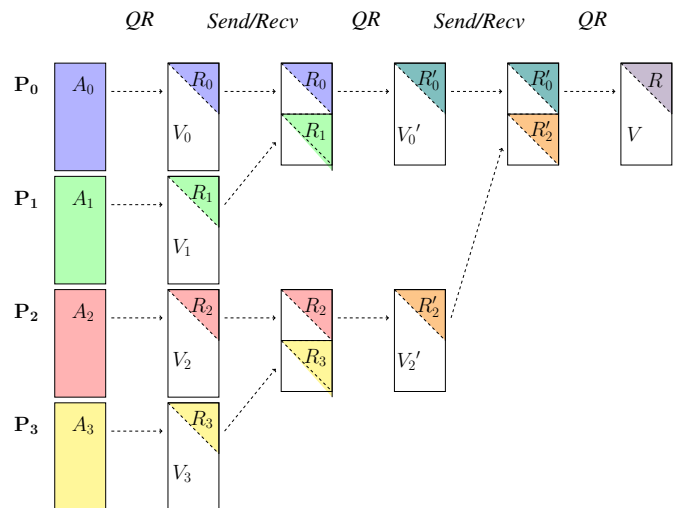 QR Send/Recv QR Send/Recv QR
P₀ A₀ R₀ R₀ R′₀ R′₀ R
V₀ R₁ V₀′ R′₂ V
P₁ A₁ R₁
V₁
P₂ A₂ R₂ R₂ R′₂
V₂ R₃ V₂′
P₃ A₃ R₃
V₃